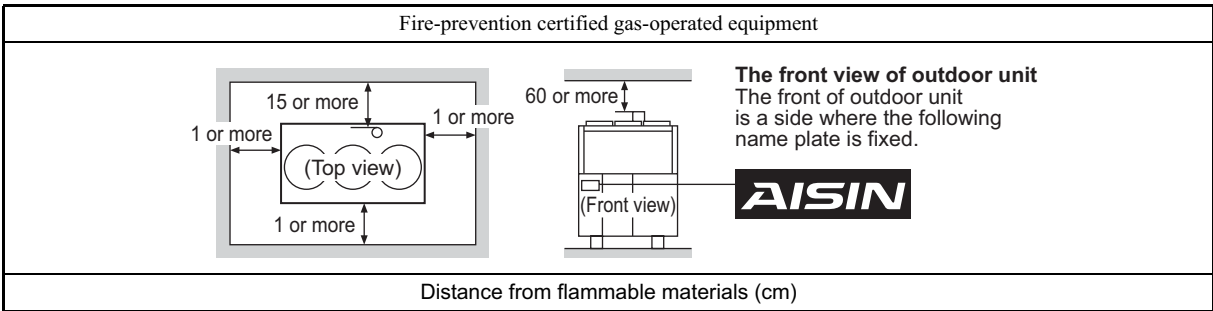 Fire-prevention certified gas-operated equipment
15 or more
1 or more
1 or more
(Top view)
1 or more
60 or more
(Front view)
The front view of outdoor unit
The front of outdoor unit
is a side where the following
name plate is fixed.
AISIN
Distance from flammable materials (cm)